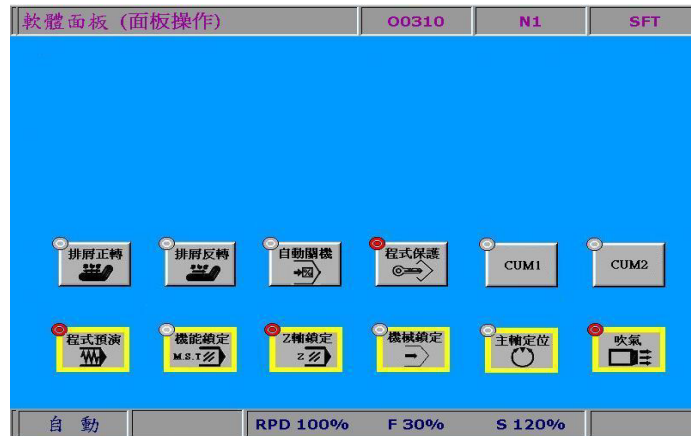 軟體面板 (面板操作) O0310 N1 SFT
排屑正轉 排屑反轉 自動關機 程式保護 CUM1 CUM2
程式預演 機能鎖定 Z軸鎖定 機械鎖定 主軸定位 吹氣
M.S.T Z
自 動 RPD 100% F 30% S 120%